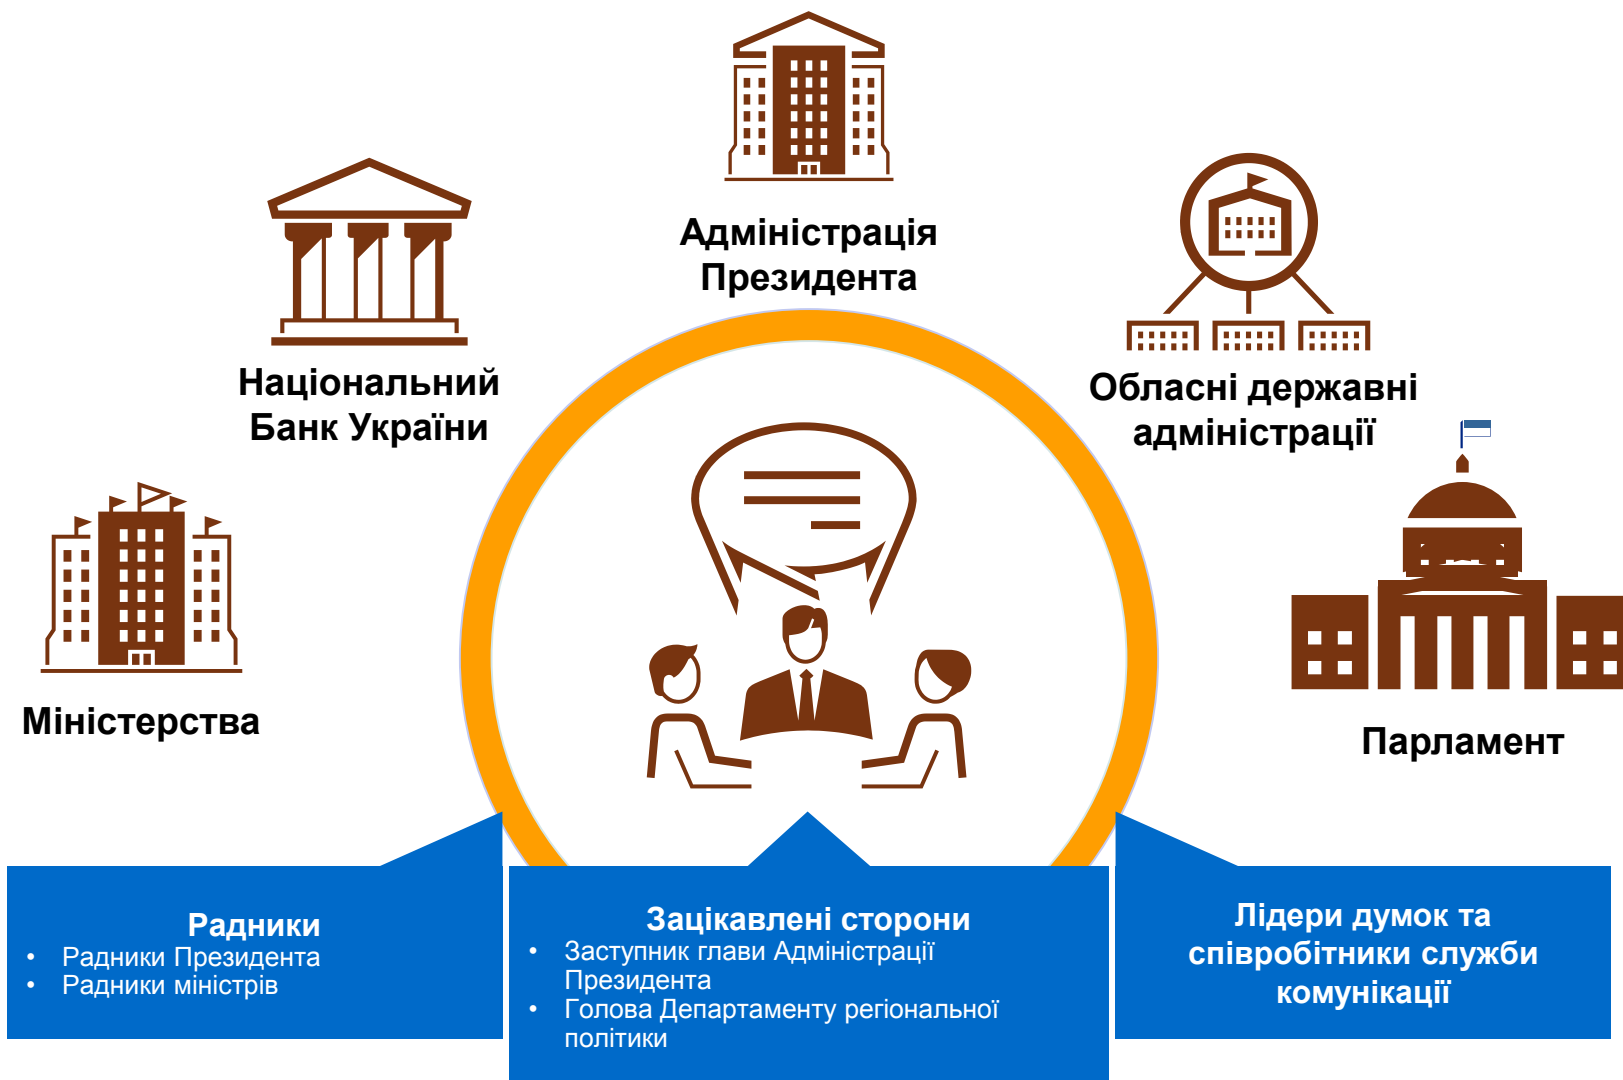 Адміністрація
Президента
Національний
Банк України
Обласні державні
адміністрації
Міністерства
Парламент
Радники
• Радники Президента
• Радники міністрів
Зацікавлені сторони
• Заступник глави Адміністрації
Президента
• Голова Департаменту регіональної
політики
Лідери думок та
співробітники служби
комунікації